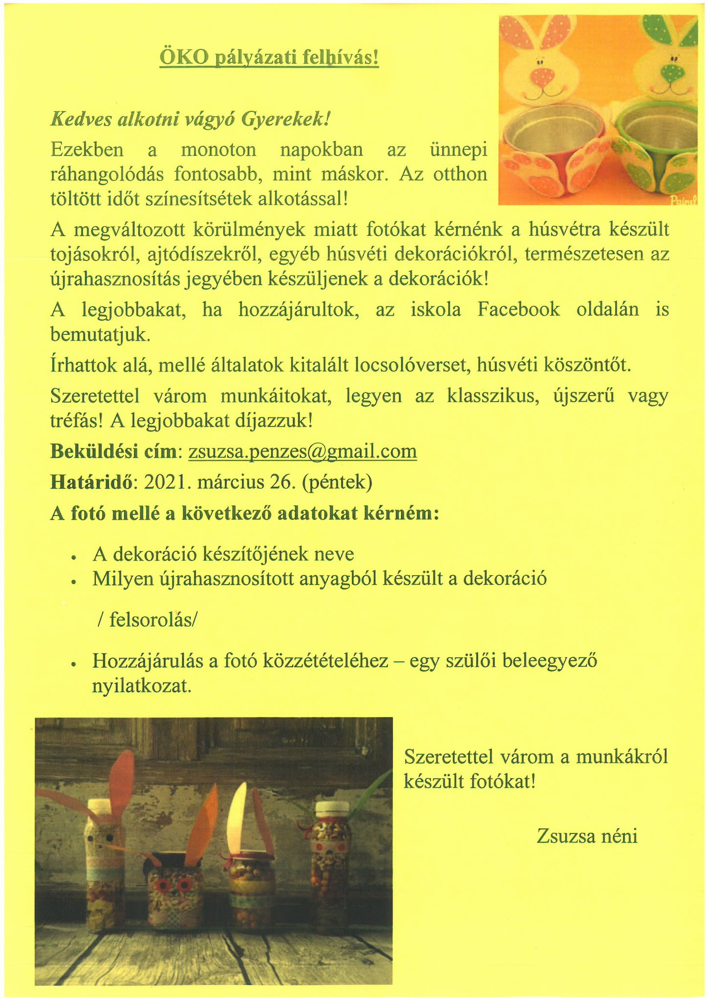 ÖKO pályázati felhívás!
Kedves alkotni vágyó Gyerekek!
Ezekben a monoton napokban az ünnepi
ráhangolódás fontosabb, mint máskor. Az otthon
töltött időt színesítsétek alkotással!
A megváltozott körülmények miatt fotókat kérnénk a húsvétra készült
tojásokról, ajtódíszekről, egyéb húsvéti dekorációkról, természetesen az
újrahasznosítás jegyében készüljenek a dekorációk!
A legjobbakat, ha hozzájárultok, az iskola Facebook oldalán is
bemutatjuk.
Írhattok alá, mellé általatok kitalált locsolóverset, húsvéti köszöntőt.
Szeretettel várom munkáitokat, legyen az klasszikus, újszerű vagy
tréfás! A legjobbakat díjazzuk!
Beküldési cím: zsuzsa.penzes@gmail.com
Határidő: 2021. március 26. (péntek)
A fotó mellé a következő adatokat kérném:
• A dekoráció készítőjének neve
• Milyen újrahasznosított anyagból készült a dekoráció
/ felsorolás/
• Hozzájárulás a fotó közzétételéhez – egy szülői beleegyező
nyilatkozat.
Szeretettel várom a munkákról
készült fotókat!
Zsuzsa néni